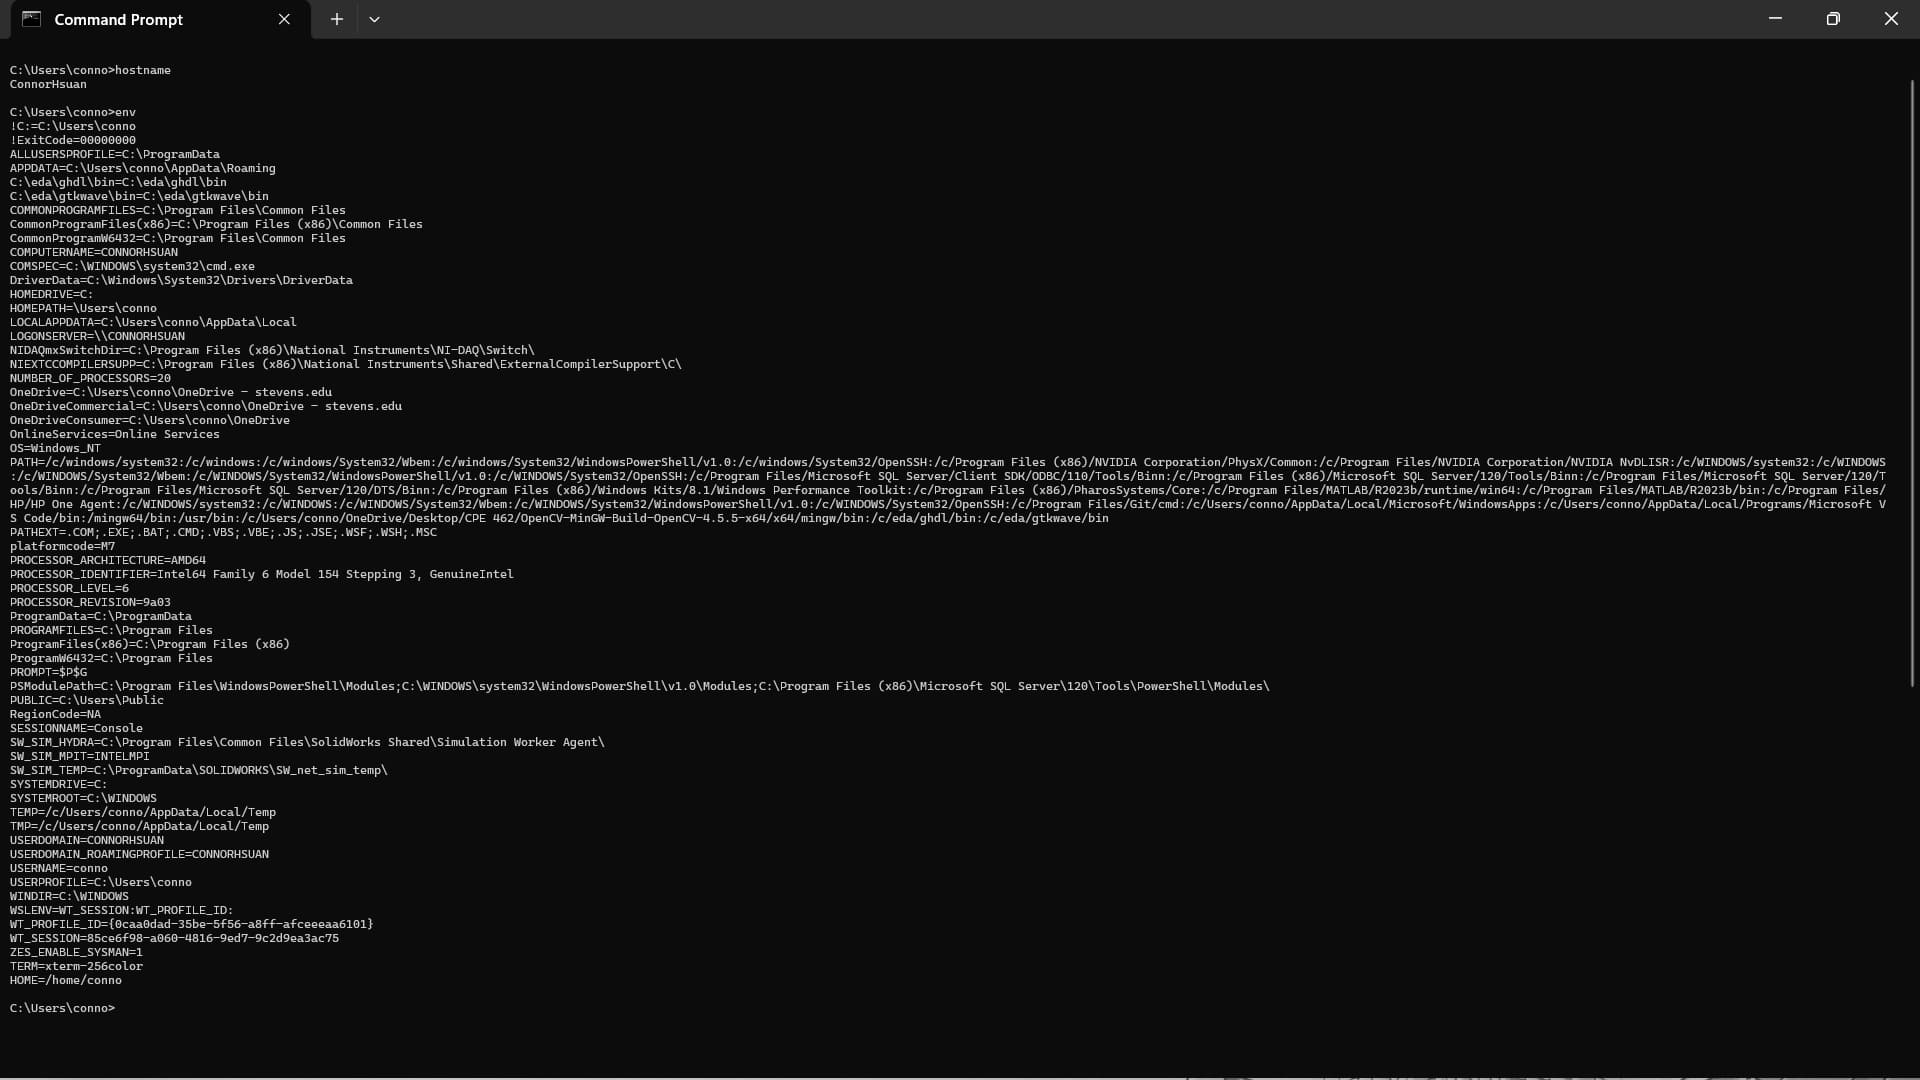 Command Prompt
C:\Users\conno>hostname
ConnorHsuan
C:\Users\conno>env
!C:=C:\Users\conno
!ExitCode=00000000
ALLUSERSPROFILE=C:\ProgramData
APPDATA=C:\Users\conno\AppData\Roaming
C:\eda\ghdl\bin=C:\eda\ghdl\bin
C:\eda\gtkwave\bin=C:\eda\gtkwave\bin
COMMONPROGRAMFILES=C:\Program Files\Common Files
CommonProgramFiles(x86)=C:\Program Files (x86)\Common Files
CommonProgramW6432=C:\Program Files\Common Files
COMPUTERNAME=CONNORHSUAN
COMSPEC=C:\WINDOWS\system32\cmd.exe
DriverData=C:\Windows\System32\Drivers\DriverData
HOMEDRIVE=C:
HOMEPATH=\Users\conno
LOCALAPPDATA=C:\Users\conno\AppData\Local
LOGONSERVER=\\CONNORHSUAN
NIDAQmxSwitchDir=C:\Program Files (x86)\National Instruments\NI-DAQ\Switch\
NIEXTCCOMPILERSUPP=C:\Program Files (x86)\National Instruments\Shared\ExternalCompilerSupport\C\
NUMBER_OF_PROCESSORS=20
OneDrive=C:\Users\conno\OneDrive - stevens.edu
OneDriveCommercial=C:\Users\conno\OneDrive - stevens.edu
OneDriveConsumer=C:\Users\conno\OneDrive
OnlineServices=Online Services
OS=Windows_NT
PATH=/c/windows/system32:/c/windows:/c/windows/System32/Wbem:/c/windows/System32/WindowsPowerShell/v1.0:/c/windows/System32/OpenSSH:/c/Program Files (x86)/NVIDIA Corporation/PhysX/Common:/c/Program Files/NVIDIA Corporation/NVIDIA NvDLISR:/c/WINDOWS/system32:/c/WINDOWS
:/c/WINDOWS/System32/Wbem:/c/WINDOWS/System32/WindowsPowerShell/v1.0:/c/WINDOWS/System32/OpenSSH:/c/Program Files/Microsoft SQL Server/Client SDK/ODBC/110/Tools/Binn:/c/Program Files (x86)/Microsoft SQL Server/120/Tools/Binn:/c/Program Files/Microsoft SQL Server/120/T
ools/Binn:/c/Program Files/Microsoft SQL Server/120/DTS/Binn:/c/Program Files (x86)/Windows Kits/8.1/Windows Performance Toolkit:/c/Program Files (x86)/PharosSystems/Core:/c/Program Files/MATLAB/R2023b/runtime/win64:/c/Program Files/MATLAB/R2023b/bin:/c/Program Files/
HP/HP One Agent:/c/WINDOWS/system32:/c/WINDOWS:/c/WINDOWS/System32/Wbem:/c/WINDOWS/System32/WindowsPowerShell/v1.0:/c/WINDOWS/System32/OpenSSH:/c/Program Files/Git/cmd:/c/Users/conno/AppData/Local/Microsoft/WindowsApps:/c/Users/conno/AppData/Local/Programs/Microsoft V
S Code/bin:/mingw64/bin:/usr/bin:/c/Users/conno/OneDrive/Desktop/CPE 462/OpenCV-MinGW-Build-OpenCV-4.5.5-x64/x64/mingw/bin:/c/eda/ghdl/bin:/c/eda/gtkwave/bin
PATHEXT=.COM;.EXE;.BAT;.CMD;.VBS;.VBE;.JS;.JSE;.WSF;.WSH;.MSC
platformcode=M7
PROCESSOR_ARCHITECTURE=AMD64
PROCESSOR_IDENTIFIER=Intel64 Family 6 Model 154 Stepping 3, GenuineIntel
PROCESSOR_LEVEL=6
PROCESSOR_REVISION=9a03
ProgramData=C:\ProgramData
PROGRAMFILES=C:\Program Files
ProgramFiles(x86)=C:\Program Files (x86)
ProgramW6432=C:\Program Files
PROMPT=$P$G
PSModulePath=C:\Program Files\WindowsPowerShell\Modules;C:\WINDOWS\system32\WindowsPowerShell\v1.0\Modules;C:\Program Files (x86)\Microsoft SQL Server\120\Tools\PowerShell\Modules\
PUBLIC=C:\Users\Public
RegionCode=NA
SESSIONNAME=Console
SW_SIM_HYDRA=C:\Program Files\Common Files\SolidWorks Shared\Simulation Worker Agent\
SW_SIM_MPIT=INTELMPI
SW_SIM_TEMP=C:\ProgramData\SOLIDWORKS\SW_net_sim_temp\
SYSTEMDRIVE=C:
SYSTEMROOT=C:\WINDOWS
TEMP=/c/Users/conno/AppData/Local/Temp
TMP=/c/Users/conno/AppData/Local/Temp
USERDOMAIN=CONNORHSUAN
USERDOMAIN_ROAMINGPROFILE=CONNORHSUAN
USERNAME=conno
USERPROFILE=C:\Users\conno
WINDIR=C:\WINDOWS
WSLENV=WT_SESSION:WT_PROFILE_ID:
WT_PROFILE_ID={0caa0dad-35be-5f56-a8ff-afceeeaa6101}
WT_SESSION=85ce6f98-a060-4816-9ed7-9c2d9ea3ac75
ZES_ENABLE_SYSMAN=1
TERM=xterm-256color
HOME=/home/conno
C:\Users\conno>